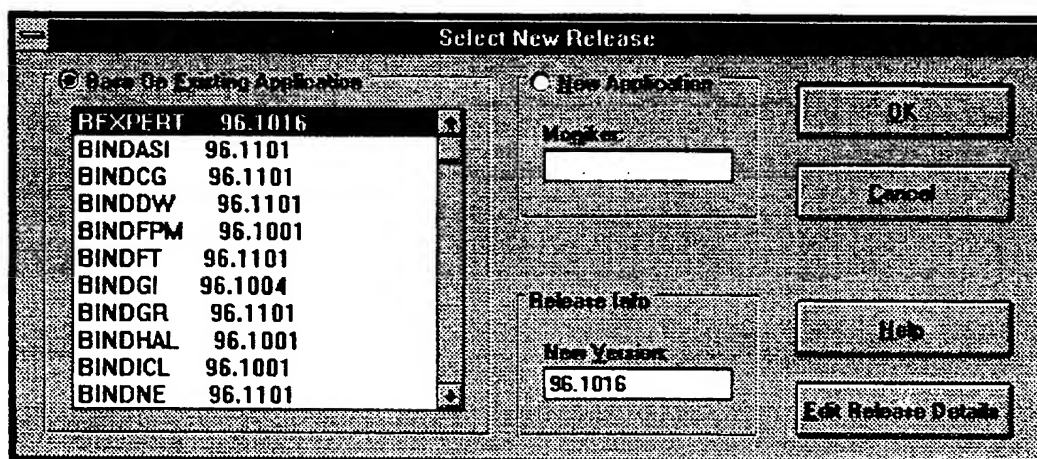 Select New Release
Base On Existing Application
BFXPERT 96.1016
BINDASI 96.1101
BINDCG 96.1101
BINDDW 96.1101
BINDFPM 96.1001
BINDFT 96.1101
BINDGI 96.1004
BINDGR 96.1101
BINDHAL 96.1001
BINDICL 96.1001
BINDNE 96.1101
New Application
Moniker:
Release Info
New Version:
96.1016
OK
Cancel
Help
Edit Release Details